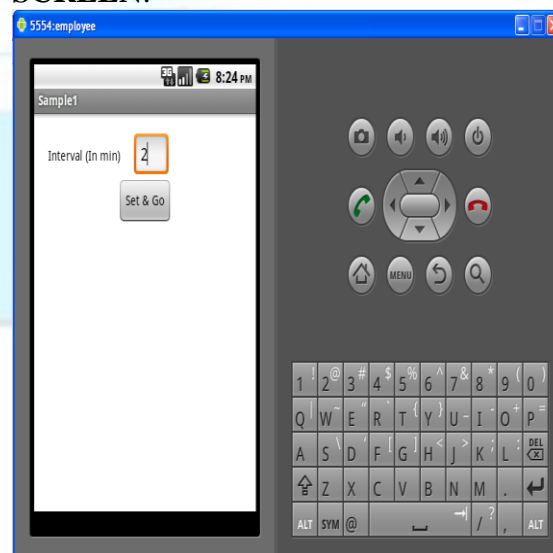 SCREEN:
5554:employee
3G 8:24 PM
Sample1
Interval (In min) 2
Set & Go
MENU
1 ! 2 @ 3 # 4 $ 5 % 6 ^ 7 & 8 * 9 ( 0 )
Q | W ~ E " R ` T { Y } U - I O + P =
A S \ D ' F [ G ] H < J > K ; L : DEL
Z X C V B N M .
ALT SYM @ / ? , ALT